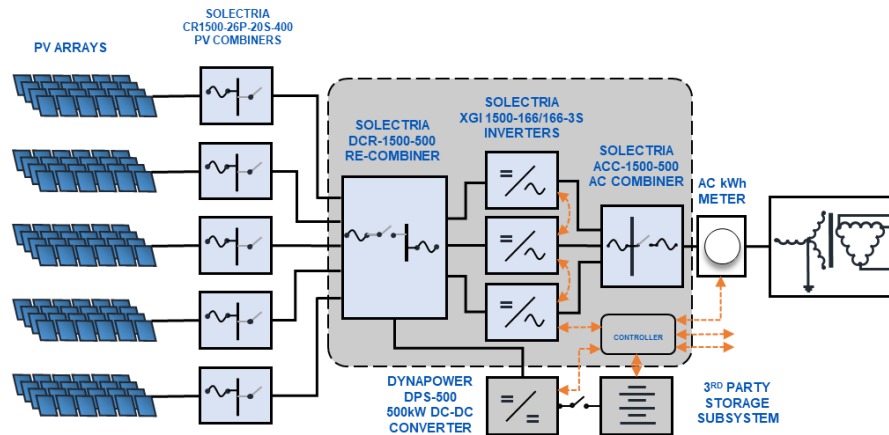 SOLECTRIA
CR1500-26P-20S-400
PV COMBINERS
PV ARRAYS
SOLECTRIA
DCR-1500-500
RE-COMBINER
SOLECTRIA
XGI 1500-166/166-3S
INVERTERS
SOLECTRIA
ACC-1500-500
AC COMBINER
AC kWh
METER
CONTROLLER
DYNAPOWER
DPS-500
500kW DC-DC
CONVERTER
3RD PARTY
STORAGE
SUBSYSTEM